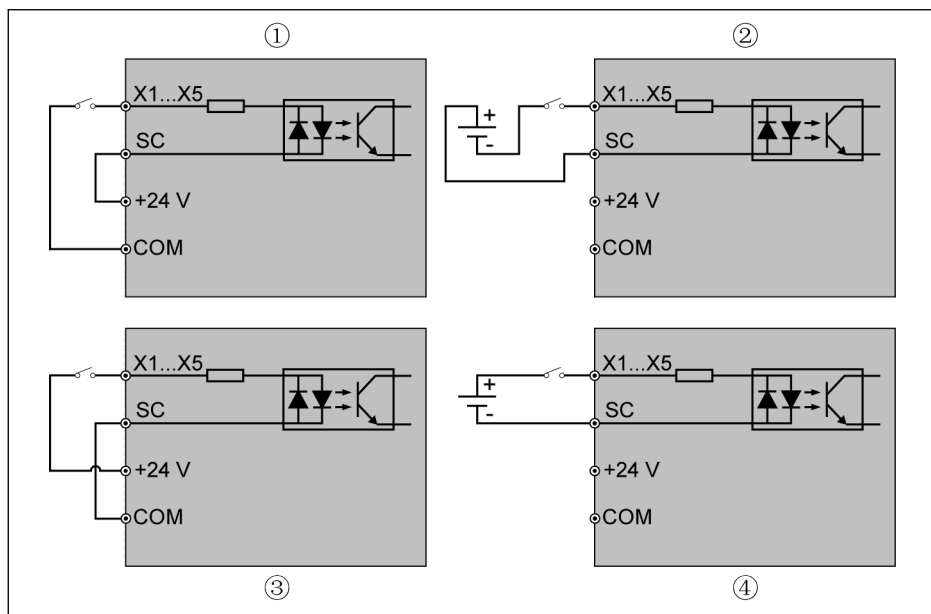 ①
X1...X5
SC
+24 V
COM
②
+
-
X1...X5
SC
+24 V
COM
X1...X5
SC
+24 V
COM
③
+
-
X1...X5
SC
+24 V
COM
④